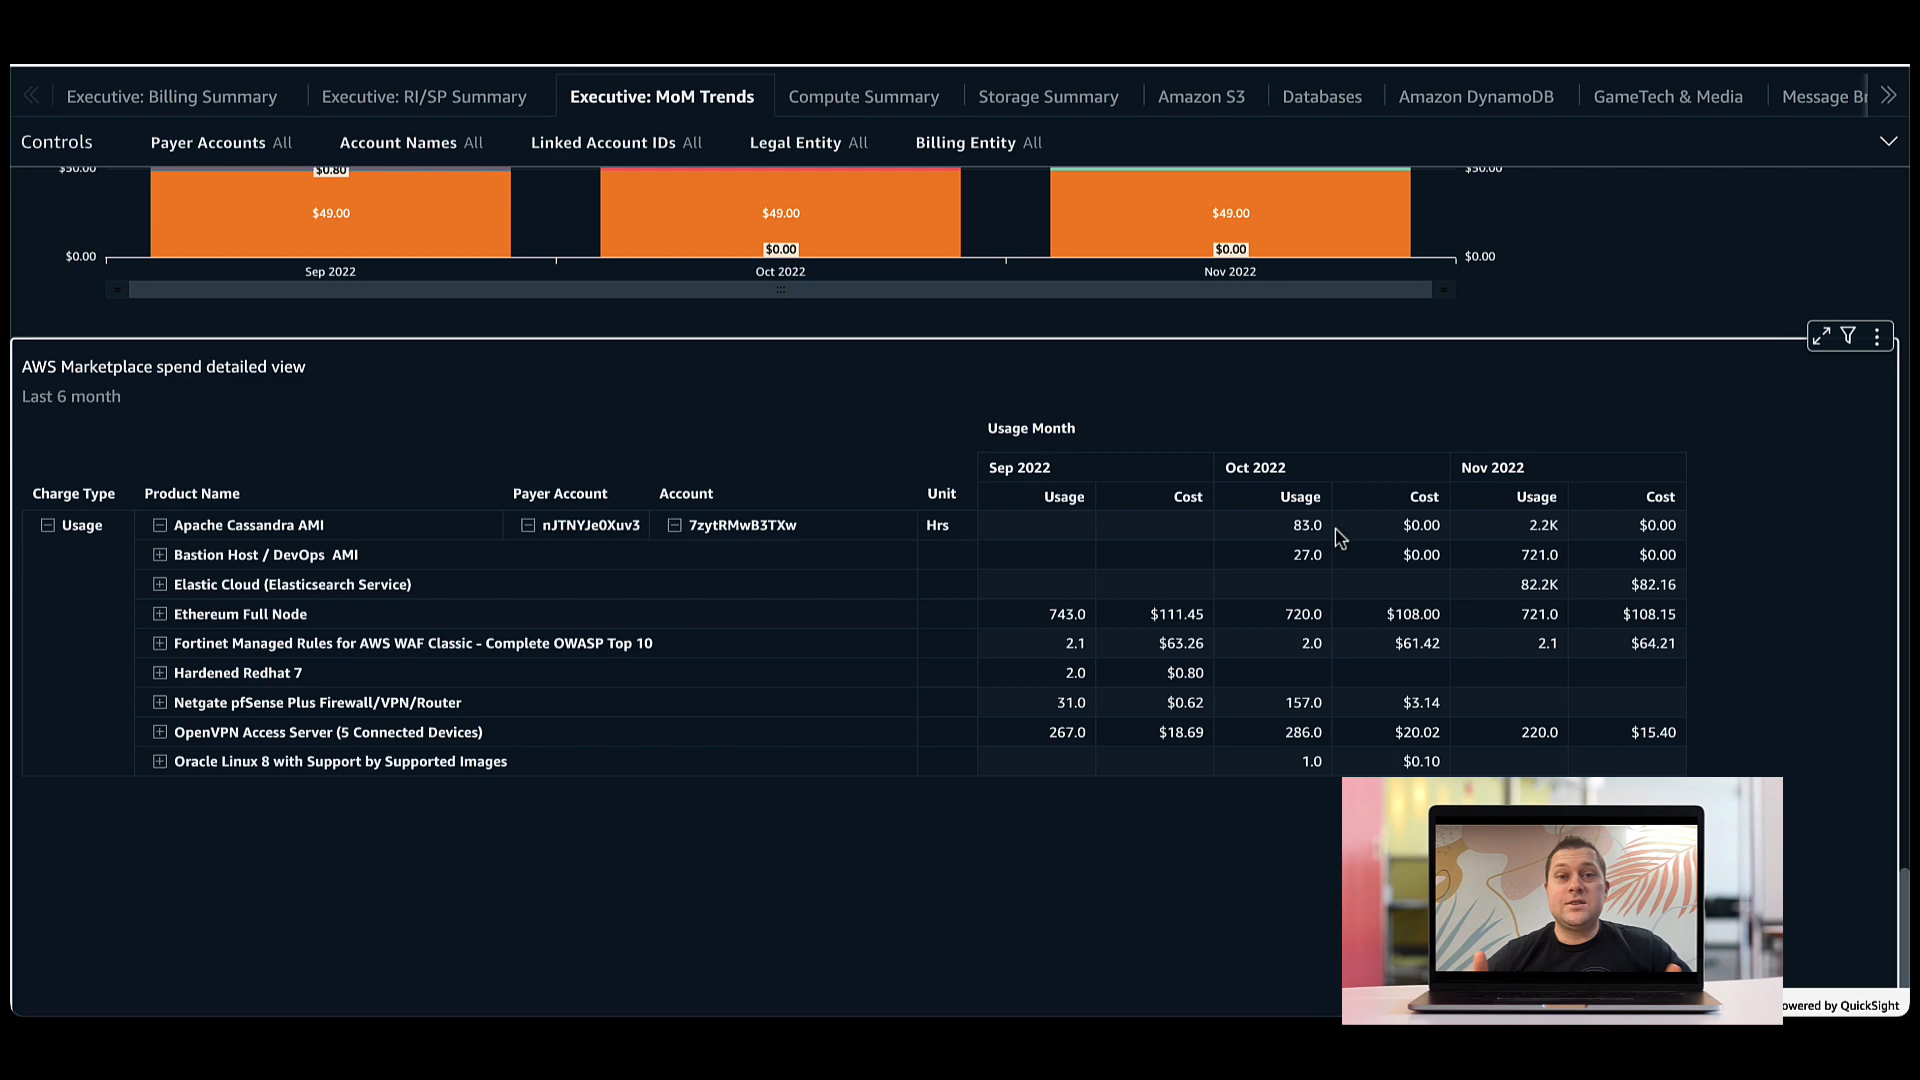 Executive: Billing Summary Executive: RI/SP Summary Executive: MoM Trends Compute Summary Storage Summary Amazon S3 Databases Amazon DynamoDB GameTech & Media Message Br
Controls Payer Accounts All Account Names All Linked Account IDs All Legal Entity All Billing Entity All
$50.00 $0.80 $50.00
$49.00 $49.00 $49.00
$0.00 $0.00
$0.00 $0.00
Sep 2022 Oct 2022 Nov 2022
AWS Marketplace spend detailed view
Last 6 month
Usage Month
Sep 2022 Oct 2022 Nov 2022
Charge Type Product Name Payer Account Account Unit Usage Cost Usage Cost Usage Cost
Usage Apache Cassandra AMI nJTNYJe0Xuv3 7zytRMwB3TXw Hrs 83.0 $0.00 2.2K $0.00
Bastion Host / DevOps AMI 27.0 $0.00 721.0 $0.00
Elastic Cloud (Elasticsearch Service) 82.2K $82.16
Ethereum Full Node 743.0 $111.45 720.0 $108.00 721.0 $108.15
Fortinet Managed Rules for AWS WAF Classic - Complete OWASP Top 10 2.1 $63.26 2.0 $61.42 2.1 $64.21
Hardened Redhat 7 2.0 $0.80
Netgate pfSense Plus Firewall/VPN/Router 31.0 $0.62 157.0 $3.14
OpenVPN Access Server (5 Connected Devices) 267.0 $18.69 286.0 $20.02 220.0 $15.40
Oracle Linux 8 with Support by Supported Images 1.0 $0.10
owered by QuickSight